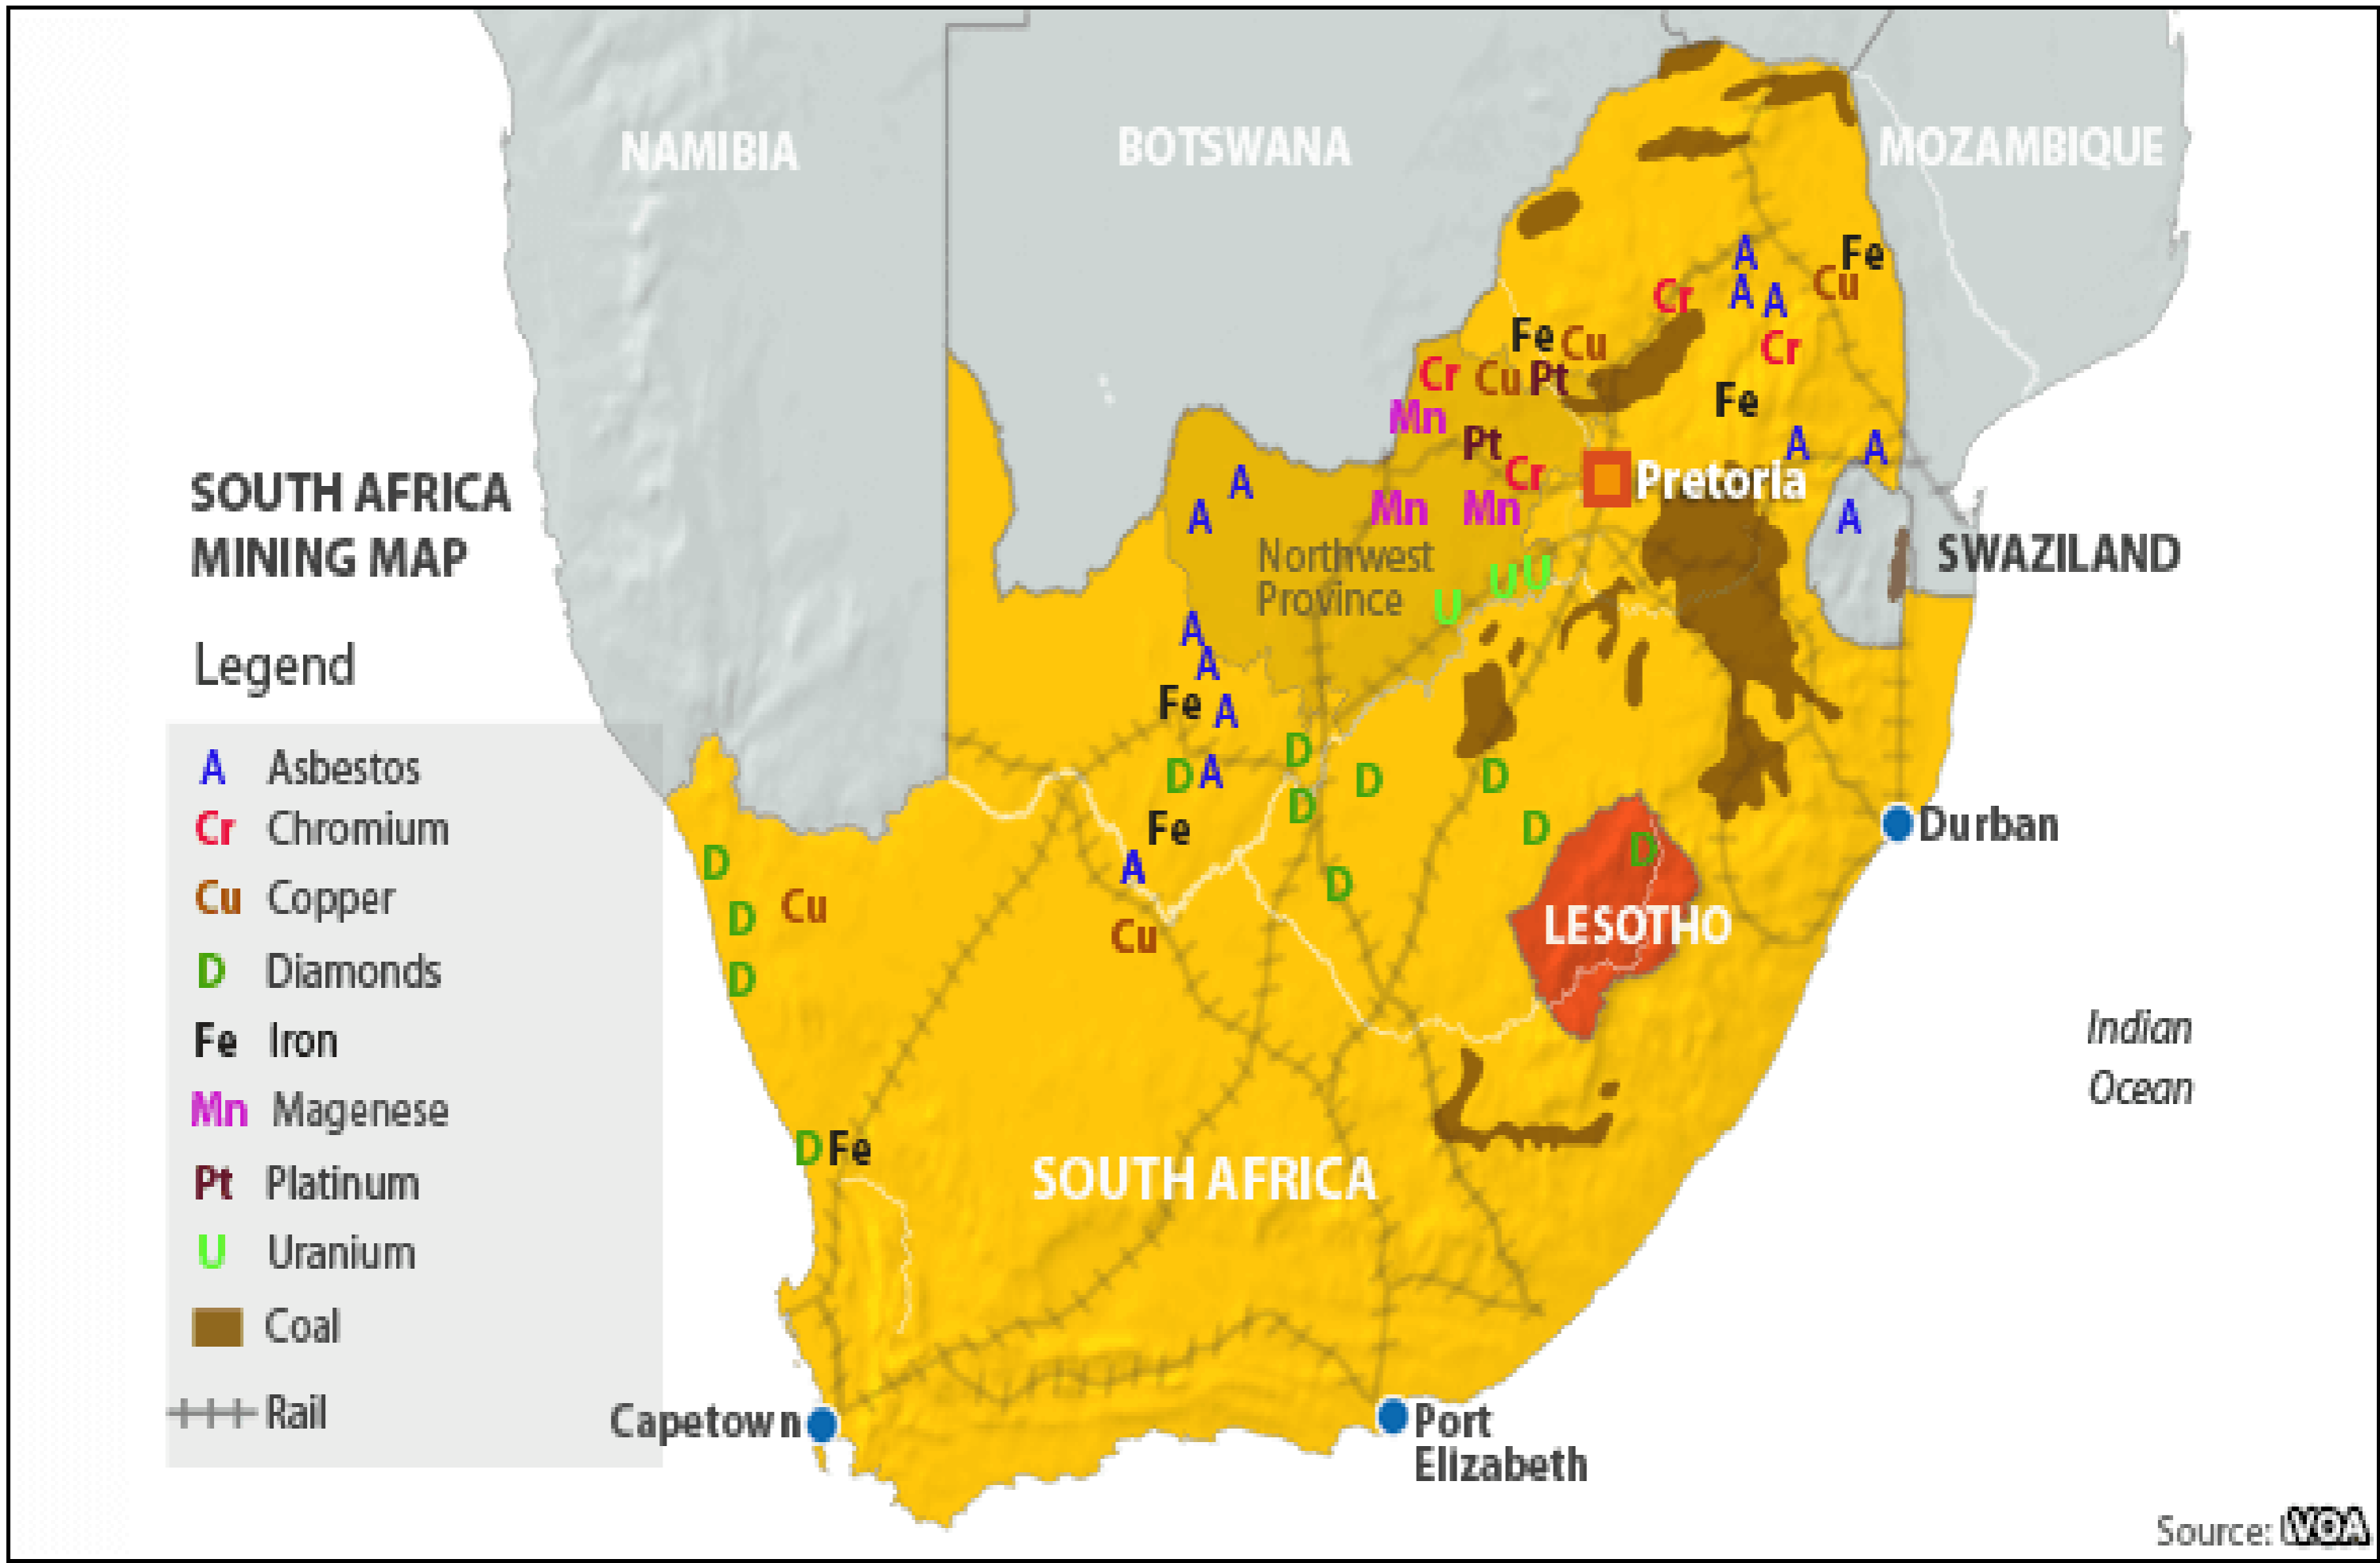 NAMIBIA
BOTSWANA
MOZAMBIQUE
A
Fe
Cu
Cr
A
A
Fe
Cu
Cr
Cr
Cu
Pt
Fe
Mn
Pt
A
A
Cr
Pretoria
A
Mn
Mn
A
A
SWAZILAND
Northwest
Province
U
U
U
A
A
Fe
A
D
D
A
D
D
D
Fe
D
Durban
D
D
A
Cu
D
LESOTHO
D
Cu
D
Indian
Ocean
D
Fe
SOUTH AFRICA
Capetown
Port
Elizabeth
SOUTH AFRICA
MINING MAP
Legend
A Asbestos
Cr Chromium
Cu Copper
D Diamonds
Fe Iron
Mn Magenese
Pt Platinum
U Uranium
Coal
Rail
Source: VOA